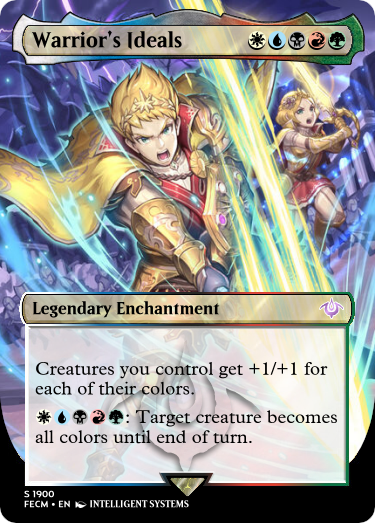 Warrior's Ideals
Legendary Enchantment
Creatures you control get +1/+1 for
each of their colors.
: Target creature becomes
all colors until end of turn.
S 1900
FECM • EN INTELLIGENT SYSTEMS